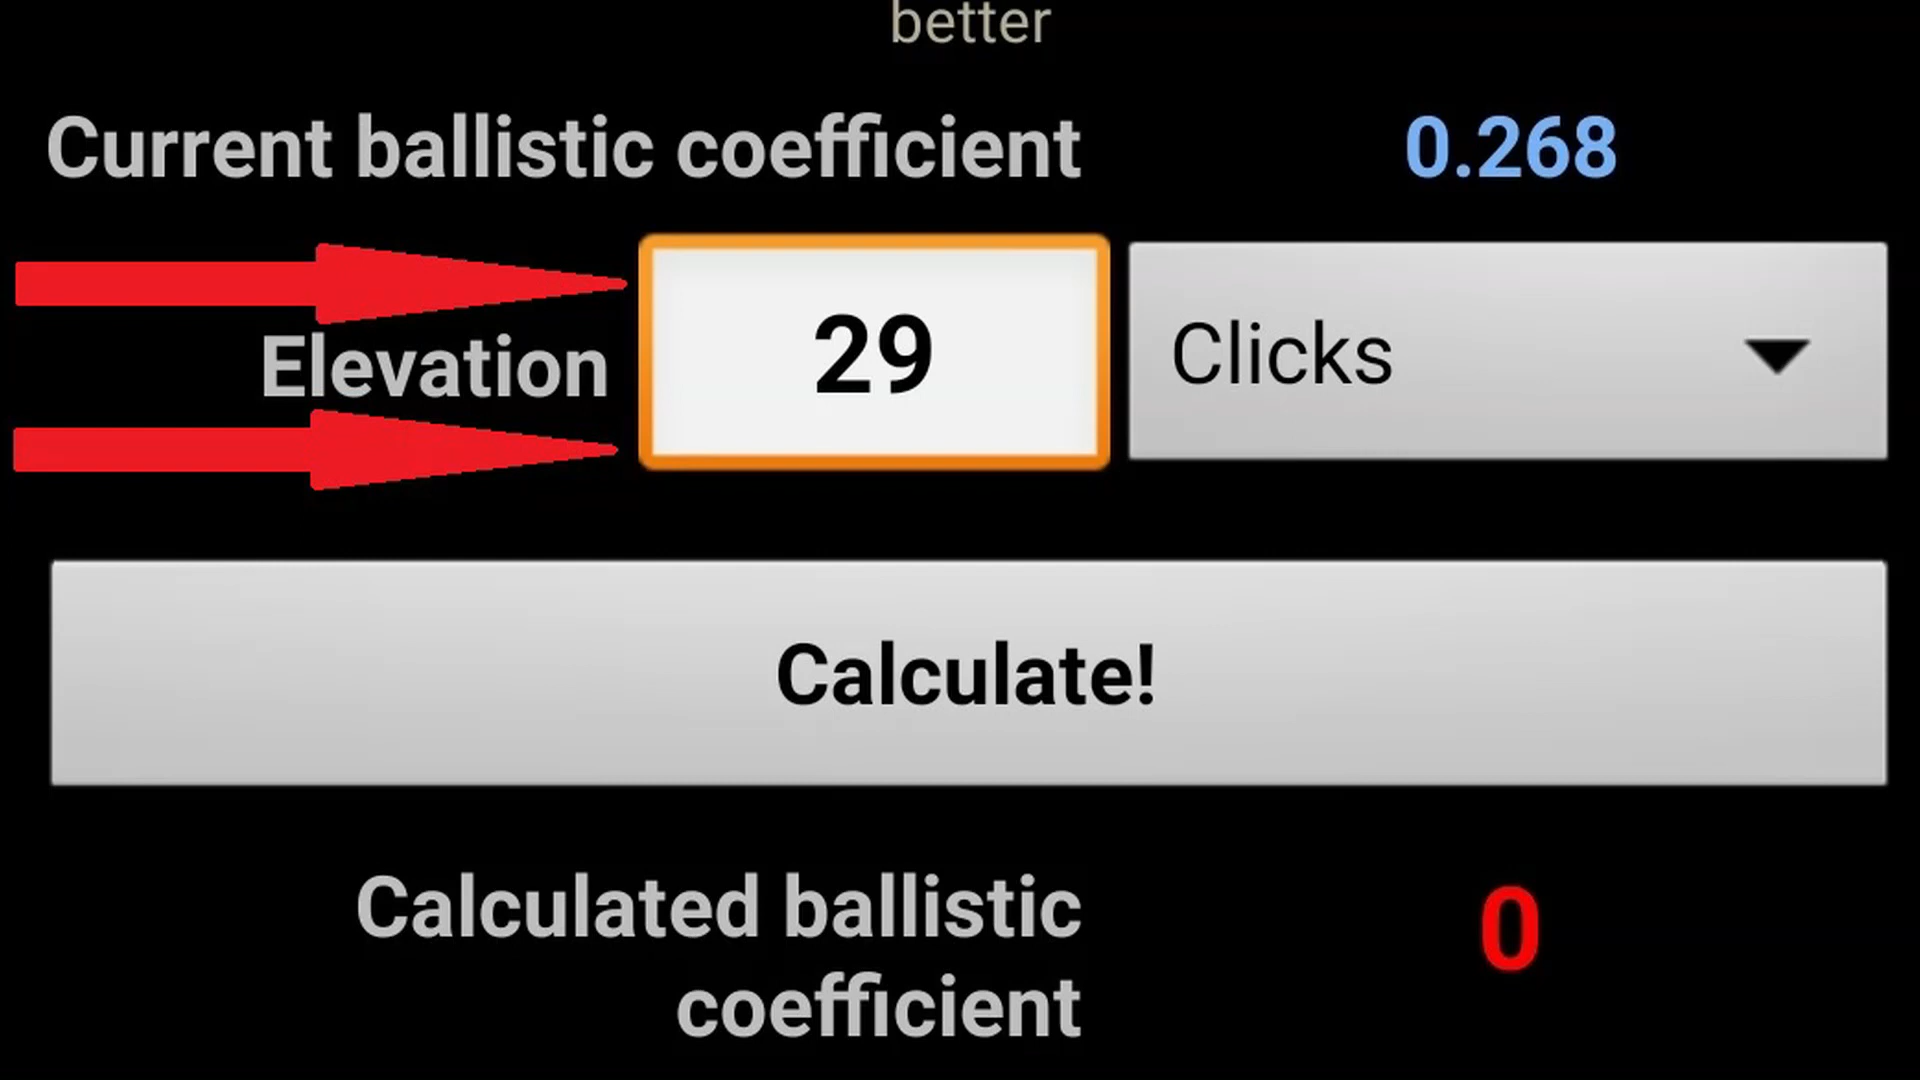 better
Current ballistic coefficient 0.268
Elevation 29 Clicks
Calculate!
Calculated ballistic 0
coefficient